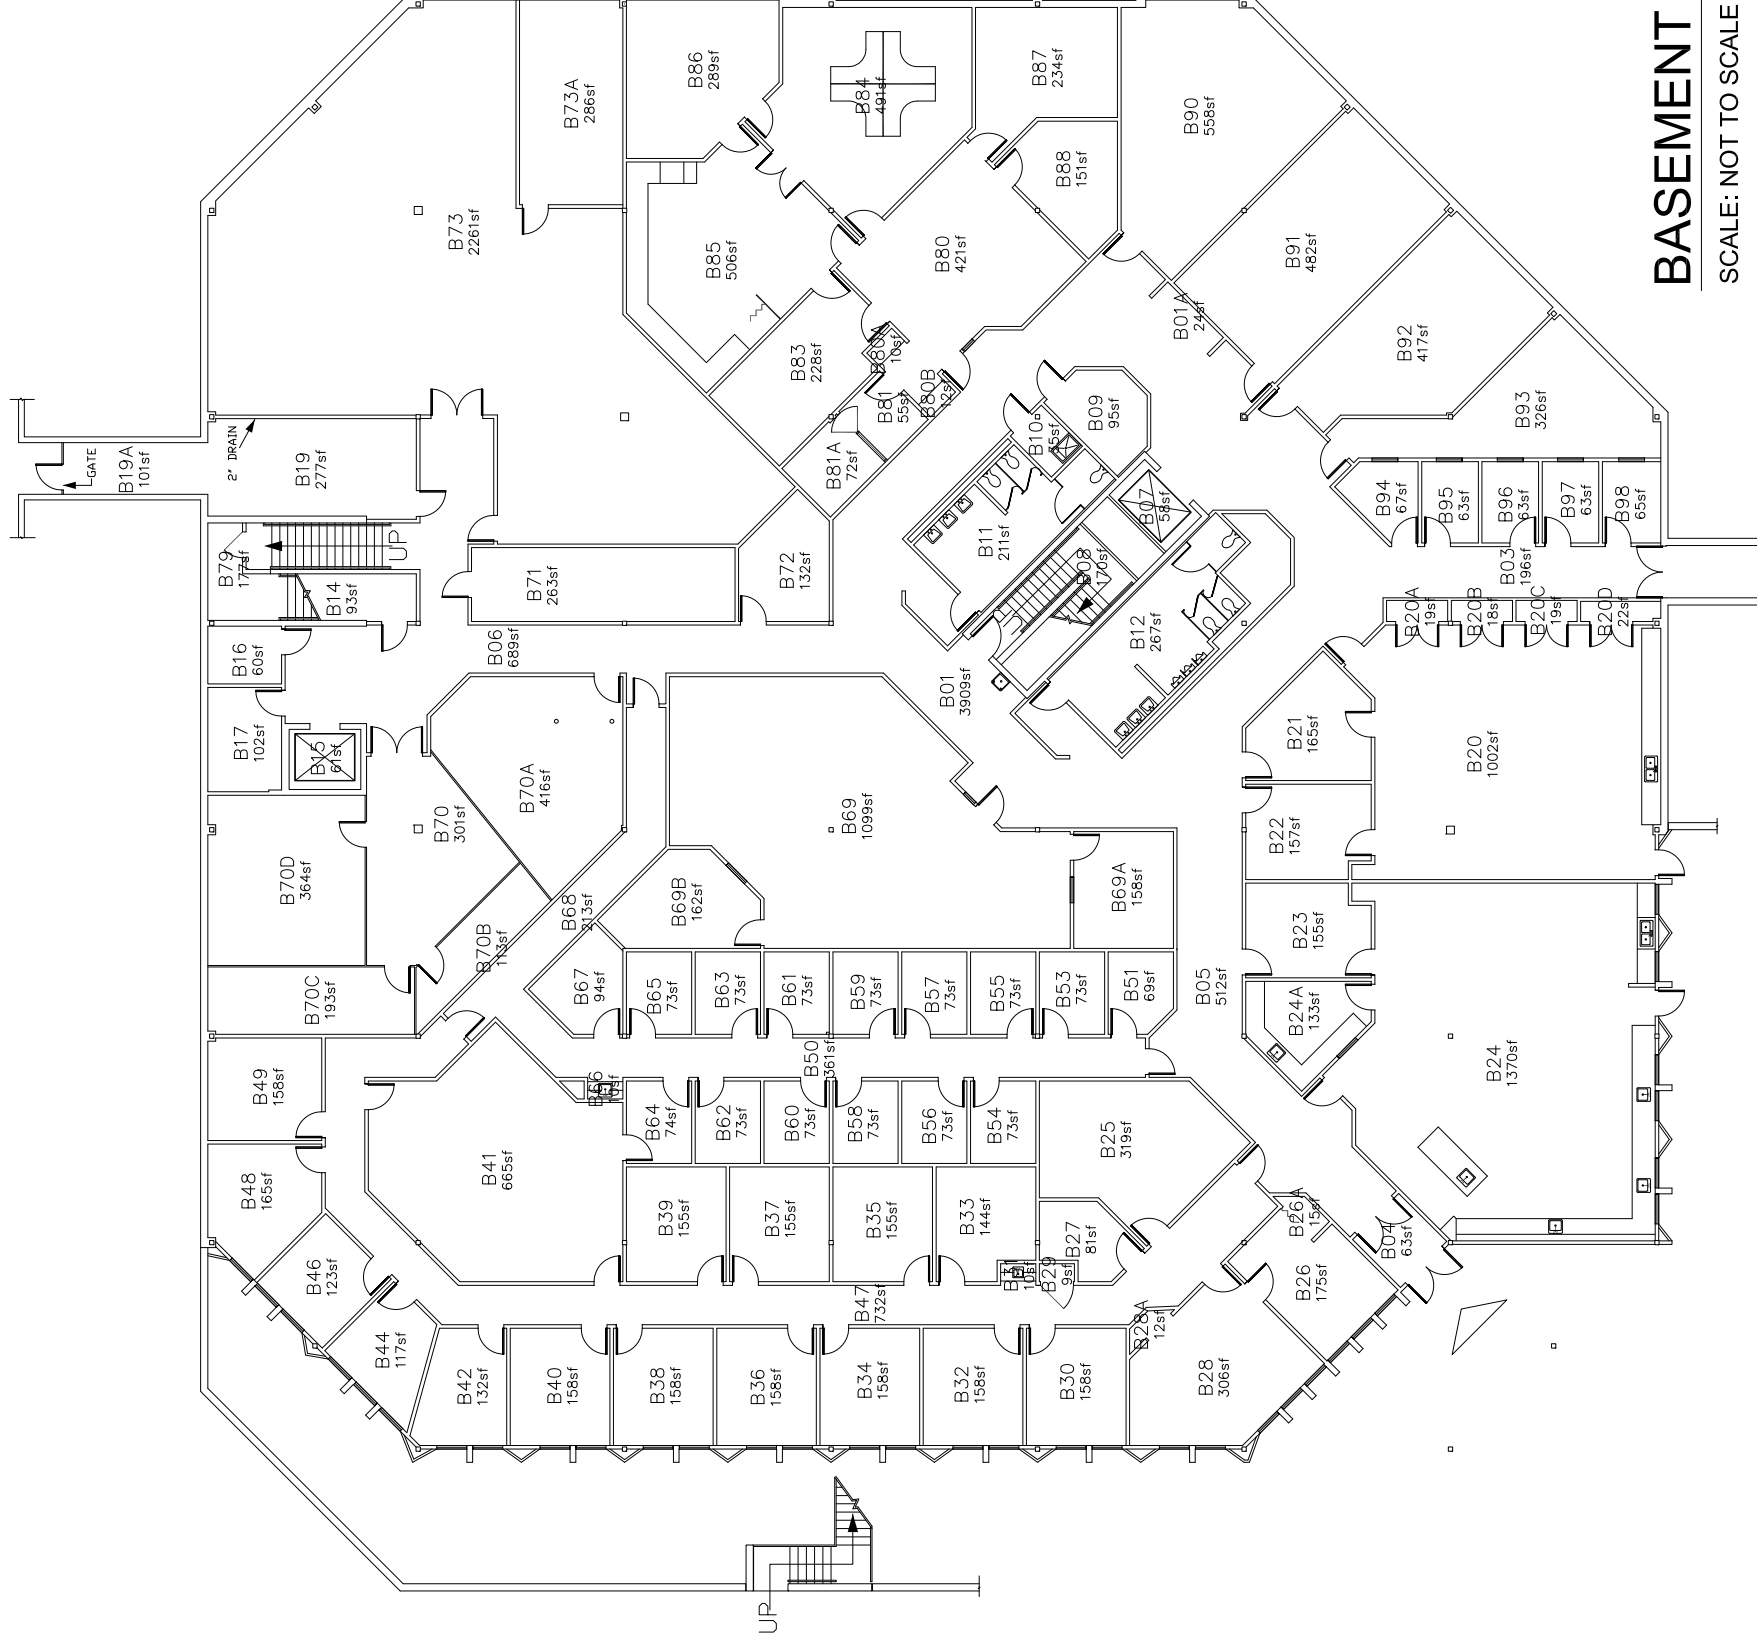 BASEMENT
SCALE: NOT TO SCALE
B86
289sf
B84
491sf
B87
234sf
B73A
286sf
B90
558sf
B88
151sf
B73
2261sf
B85
506sf
B80
421sf
B91
482sf
B01A
24sf
B83
228sf
B80A
10sf
B92
417sf
B81
55sf
B80B
12sf
B09
95sf
B10
B93
326sf
GATE
B19A
101sf
2" DRAIN
B19
277sf
B81A
72sf
B94
67sf
B95
63sf
B96
63sf
B97
63sf
B98
65sf
B07
58sf
B11
211sf
B79
177sf
UP
B14
93sf
B71
263sf
B72
132sf
B08
170sf
B03
196sf
B20A
19sf
B20B
18sf
B20C
19sf
B20D
22sf
B12
267sf
B16
60sf
B06
689sf
B01
3909sf
B17
102sf
B15
61sf
B21
165sf
B20
1002sf
B70A
416sf
B70
301sf
B69
1099sf
B22
157sf
B70D
364sf
B69B
162sf
B69A
158sf
B68
213sf
B70B
113sf
B23
155sf
B70C
193sf
B67
94sf
B65
73sf
B63
73sf
B61
73sf
B59
73sf
B57
73sf
B55
73sf
B53
73sf
B51
69sf
B05
512sf
B24A
133sf
B50
361sf
B24
1370sf
B49
158sf
B66
B64
74sf
B62
73sf
B60
73sf
B58
73sf
B56
73sf
B54
73sf
B25
319sf
B41
665sf
B48
165sf
B39
155sf
B37
155sf
B35
155sf
B33
144sf
B27
81sf
B26A
15sf
B04
63sf
B46
123sf
10sf
B29
9sf
B26
175sf
B47
732sf
B28A
12sf
B44
117sf
B42
132sf
B40
158sf
B38
158sf
B36
158sf
B34
158sf
B32
158sf
B30
158sf
B28
306sf
UP